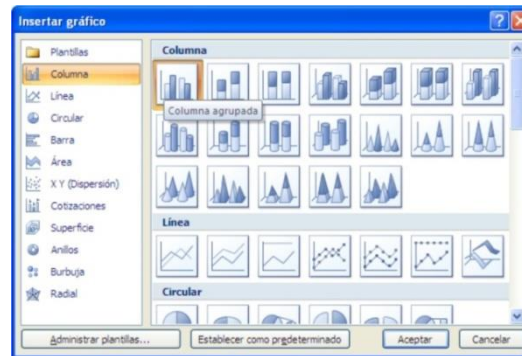 Insertar gráfico
Plantillas
Columna
Línea
Circular
Barra
Área
X Y (Dispersión)
Cotizaciones
Superficie
Anillos
Burbuja
Radial
Columna
Columna agrupada
Línea
Circular
Administrar plantillas...
Establecer como predeterminado
Aceptar
Cancelar